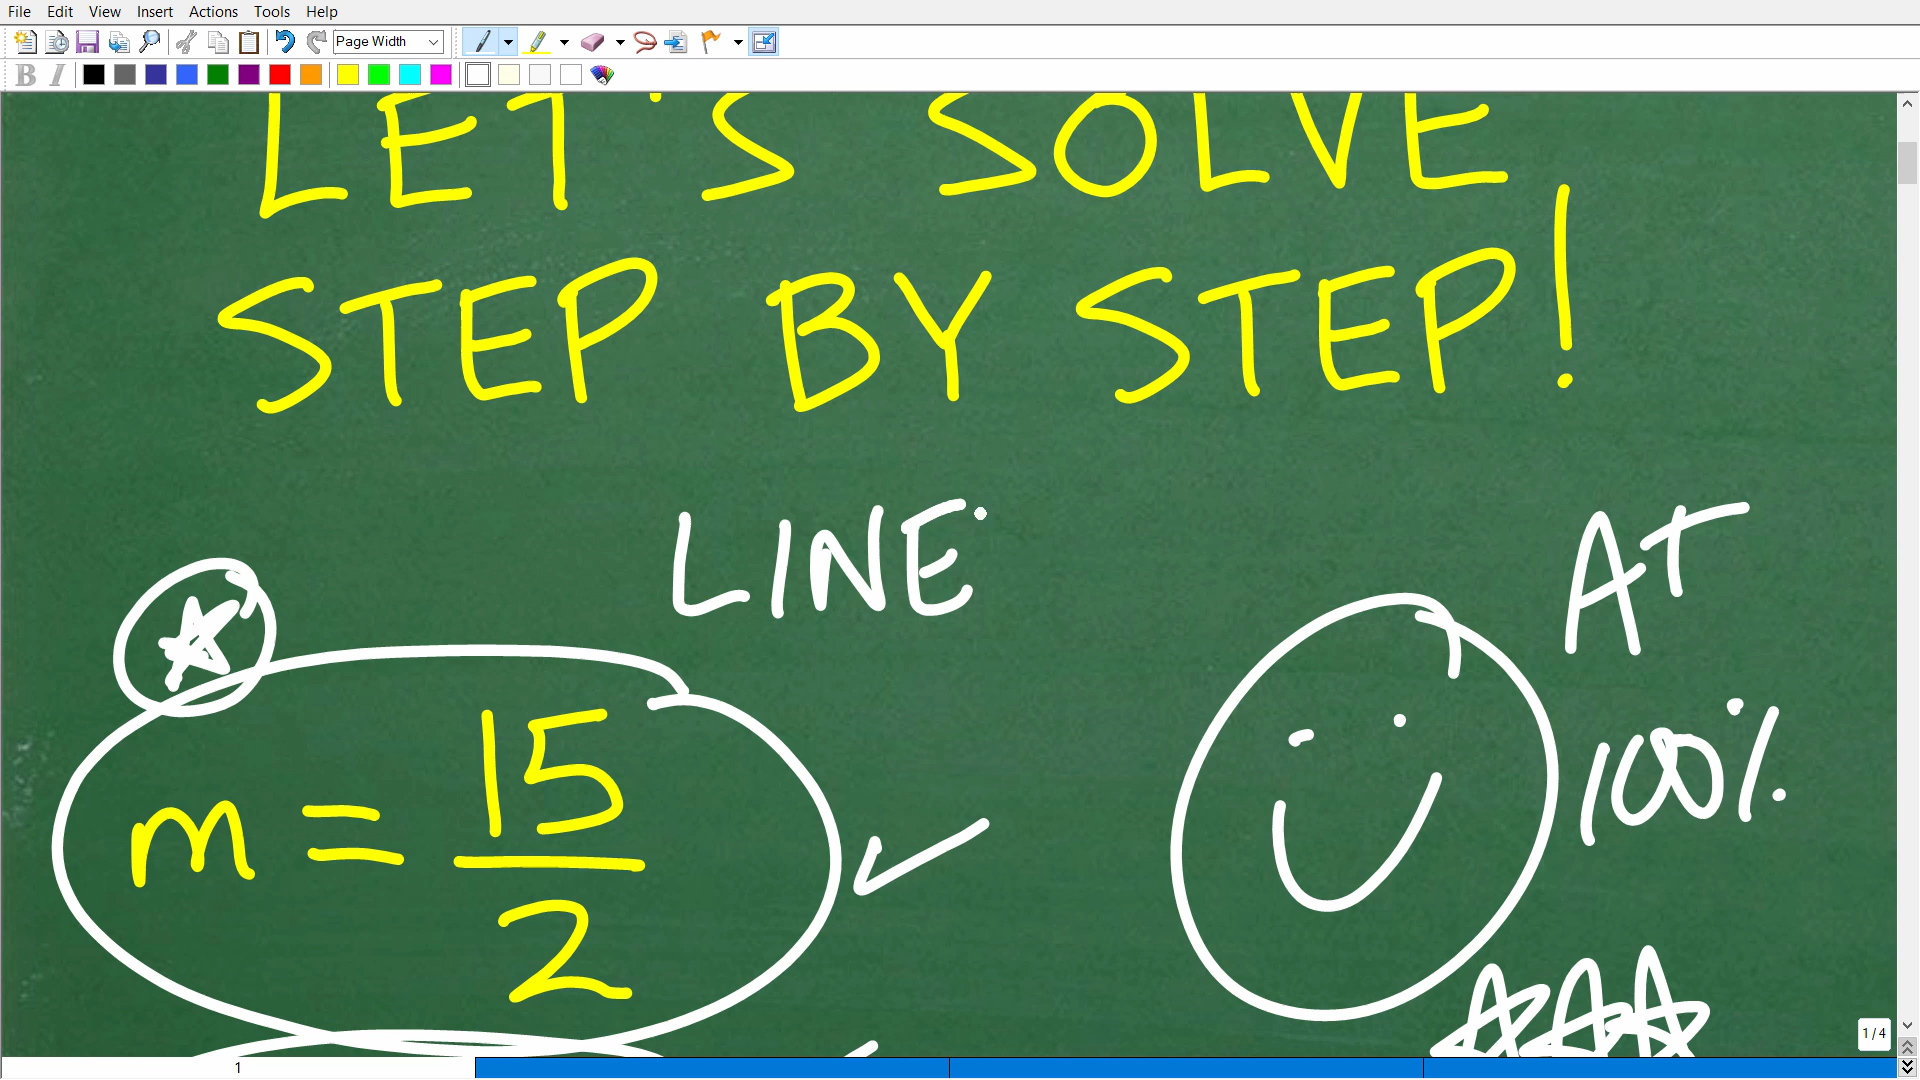 File Edit View Insert Actions Tools Help
Page Width
B I
LET'S SOLVE
STEP BY STEP!
LINE
A+
100%
m = 15/2
1 / 4
1